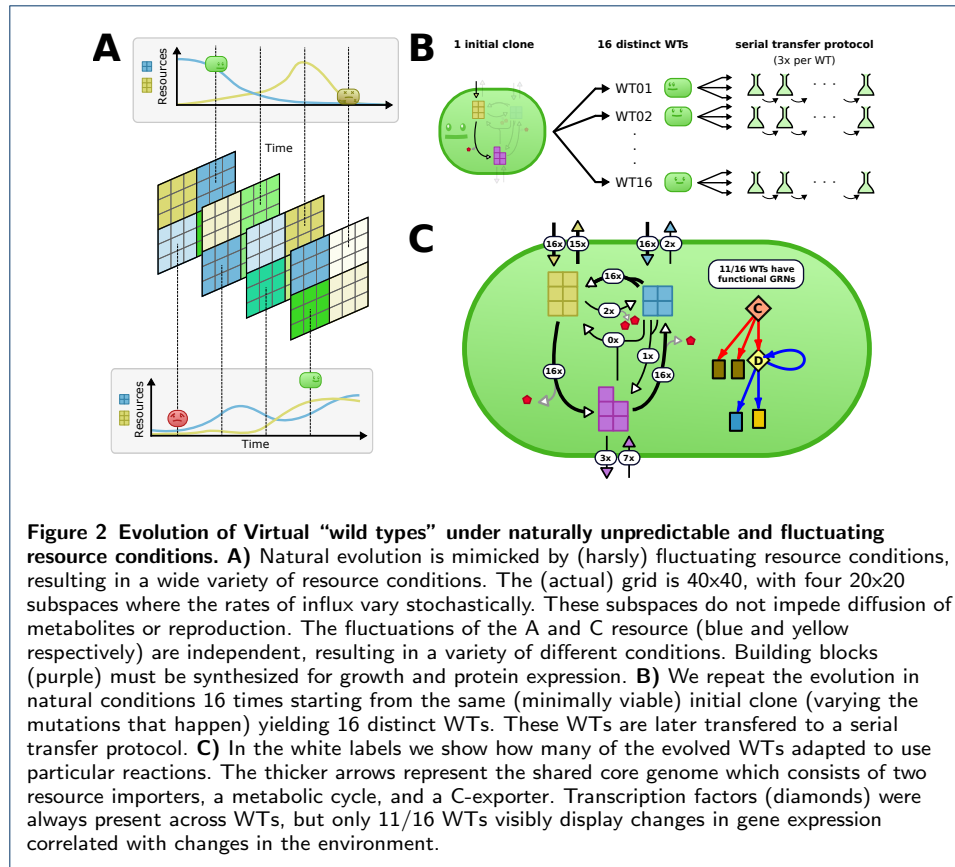 A
Resources
Time
Resources
Time
B
1 initial clone
16 distinct WTs
serial transfer protocol
(3x per WT)
WT01
WT02
WT16
C
16x
15x
16x
2x
16x
2x
0x
1x
16x
16x
3x
7x
11/16 WTs have
functional GRNs
C
D
Figure 2 Evolution of Virtual “wild types” under naturally unpredictable and fluctuating
resource conditions. A) Natural evolution is mimicked by (harsly) fluctuating resource conditions,
resulting in a wide variety of resource conditions. The (actual) grid is 40x40, with four 20x20
subspaces where the rates of influx vary stochastically. These subspaces do not impede diffusion of
metabolites or reproduction. The fluctuations of the A and C resource (blue and yellow
respectively) are independent, resulting in a variety of different conditions. Building blocks
(purple) must be synthesized for growth and protein expression. B) We repeat the evolution in
natural conditions 16 times starting from the same (minimally viable) initial clone (varying the
mutations that happen) yielding 16 distinct WTs. These WTs are later transfered to a serial
transfer protocol. C) In the white labels we show how many of the evolved WTs adapted to use
particular reactions. The thicker arrows represent the shared core genome which consists of two
resource importers, a metabolic cycle, and a C-exporter. Transcription factors (diamonds) were
always present across WTs, but only 11/16 WTs visibly display changes in gene expression
correlated with changes in the environment.